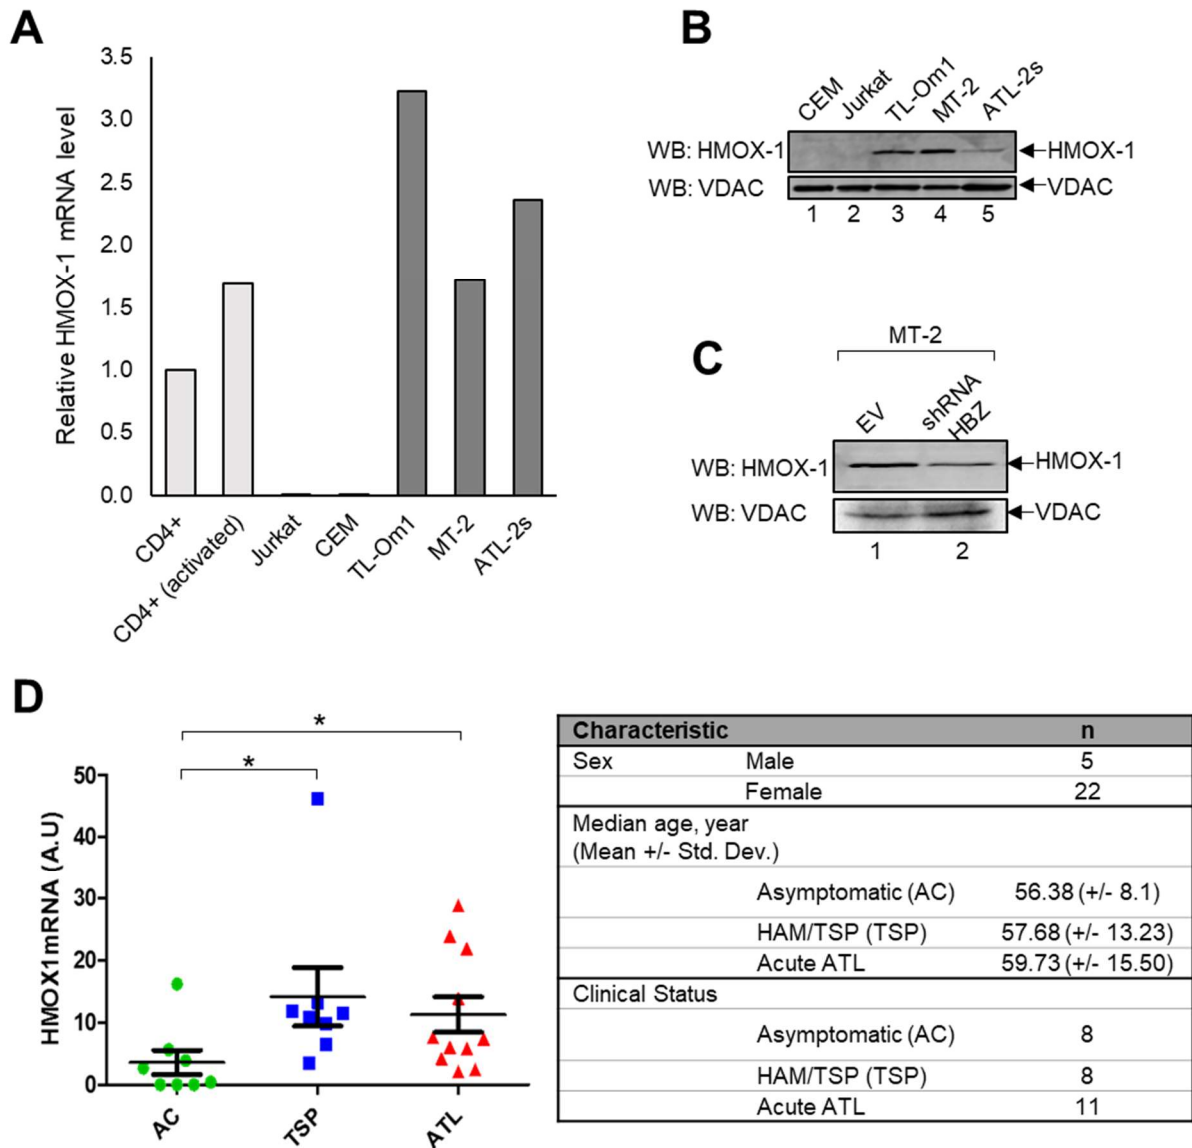 A
Relative HMOX-1 mRNA level
3.5
3.0
2.5
2.0
1.5
1.0
0.5
0.0
CD4+
CD4+ (activated)
Jurkat
CEM
TL-Om1
MT-2
ATL-2s
B
CEM
Jurkat
TL-Om1
MT-2
ATL-2s
WB: HMOX-1
HMOX-1
WB: VDAC
VDAC
1 2 3 4 5
C
MT-2
EV
shRNA
HBZ
WB: HMOX-1
HMOX-1
WB: VDAC
VDAC
1 2
D
HMOX1mRNA (A.U)
50
40
30
20
10
0
*
*
AC
TSP
ATL
Characteristic n
Sex Male 5
Female 22
Median age, year
(Mean +/- Std. Dev.)
Asymptomatic (AC) 56.38 (+/- 8.1)
HAM/TSP (TSP) 57.68 (+/- 13.23)
Acute ATL 59.73 (+/- 15.50)
Clinical Status
Asymptomatic (AC) 8
HAM/TSP (TSP) 8
Acute ATL 11